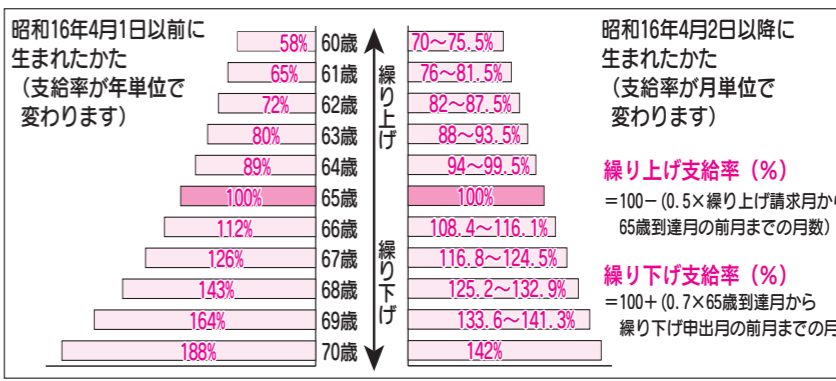 昭和16年4月1日以前に
生まれたかた
（支給率が年単位で
変わります）
58% 60歳 70～75.5%
65% 61歳 76～81.5%
72% 62歳 82～87.5%
80% 63歳 88～93.5%
89% 64歳 94～99.5%
100% 65歳 100%
112% 66歳 108.4～116.1%
126% 67歳 116.8～124.5%
143% 68歳 125.2～132.9%
164% 69歳 133.6～141.3%
188% 70歳 142%
繰り上げ
繰り下げ
昭和16年4月2日以降に
生まれたかた
（支給率が月単位で
変わります）
繰り上げ支給率（%）
＝100－(0.5×繰り上げ請求月から
65歳到達月の前月までの月数)
繰り下げ支給率（%）
＝100＋(0.7×65歳到達月から
繰り下げ申出月の前月までの月